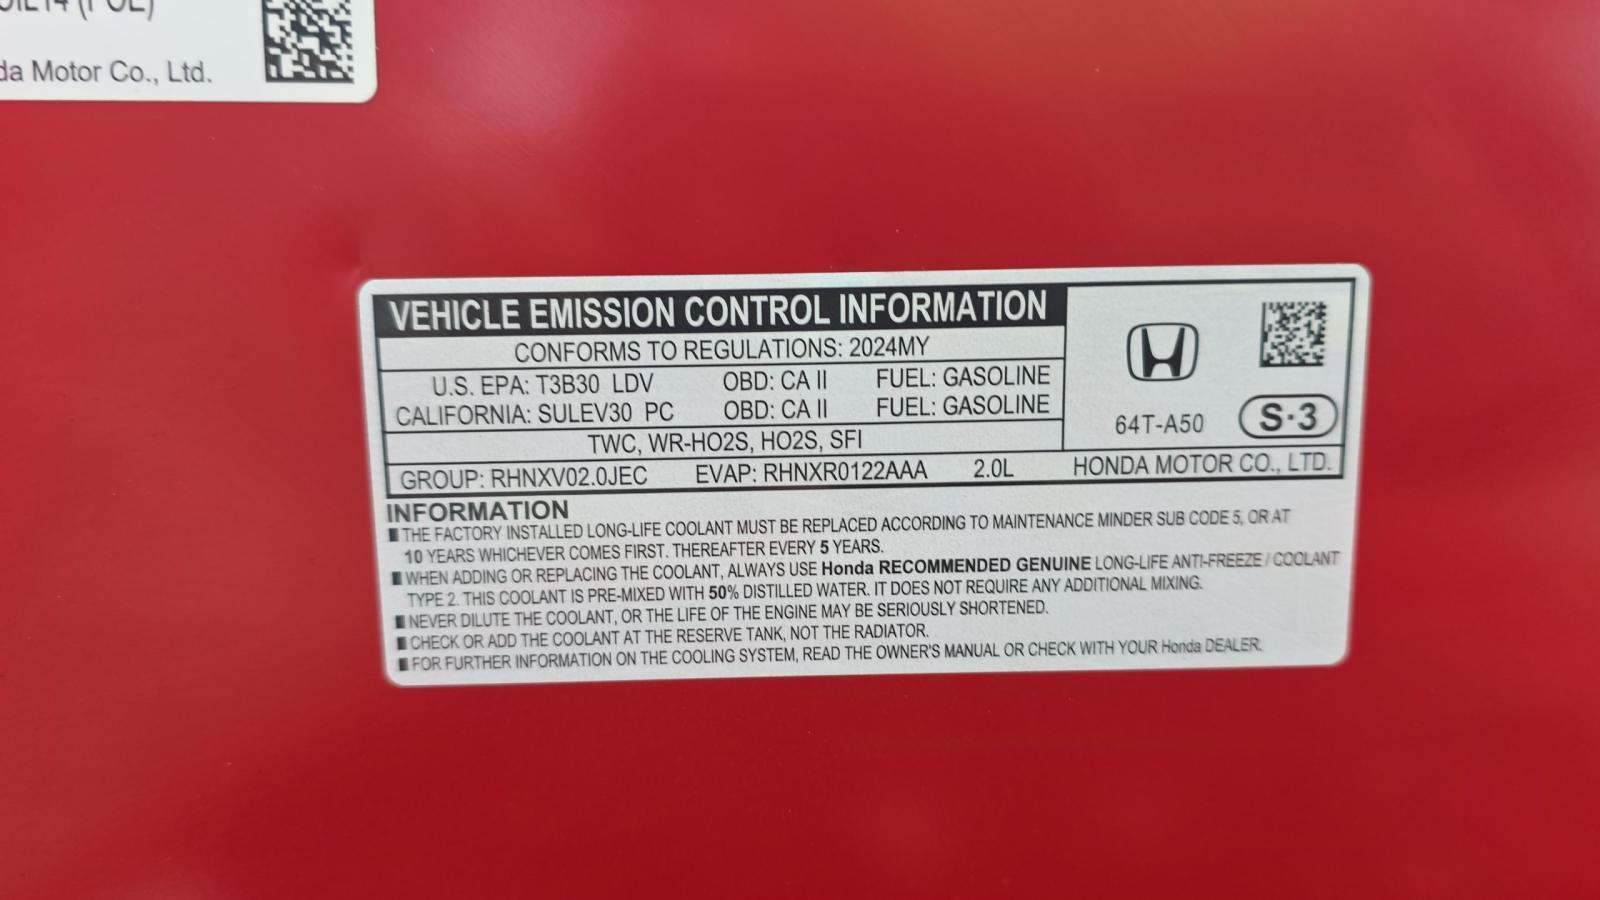 da Motor Co., Ltd.
VEHICLE EMISSION CONTROL INFORMATION
CONFORMS TO REGULATIONS: 2024MY
U.S. EPA: T3B30 LDV OBD: CA II FUEL: GASOLINE
CALIFORNIA: SULEV30 PC OBD: CA II FUEL: GASOLINE
TWC, WR-HO2S, HO2S, SFI
64T-A50 S·3
GROUP: RHNXV02.0JEC EVAP: RHNXR0122AAA 2.0L HONDA MOTOR CO., LTD.
INFORMATION
THE FACTORY INSTALLED LONG-LIFE COOLANT MUST BE REPLACED ACCORDING TO MAINTENANCE MINDER SUB CODE 5, OR AT
10 YEARS WHICHEVER COMES FIRST. THEREAFTER EVERY 5 YEARS.
WHEN ADDING OR REPLACING THE COOLANT, ALWAYS USE Honda RECOMMENDED GENUINE LONG-LIFE ANTI-FREEZE / COOLANT
TYPE 2. THIS COOLANT IS PRE-MIXED WITH 50% DISTILLED WATER. IT DOES NOT REQUIRE ANY ADDITIONAL MIXING.
NEVER DILUTE THE COOLANT, OR THE LIFE OF THE ENGINE MAY BE SERIOUSLY SHORTENED.
CHECK OR ADD THE COOLANT AT THE RESERVE TANK, NOT THE RADIATOR.
FOR FURTHER INFORMATION ON THE COOLING SYSTEM, READ THE OWNER'S MANUAL OR CHECK WITH YOUR Honda DEALER.